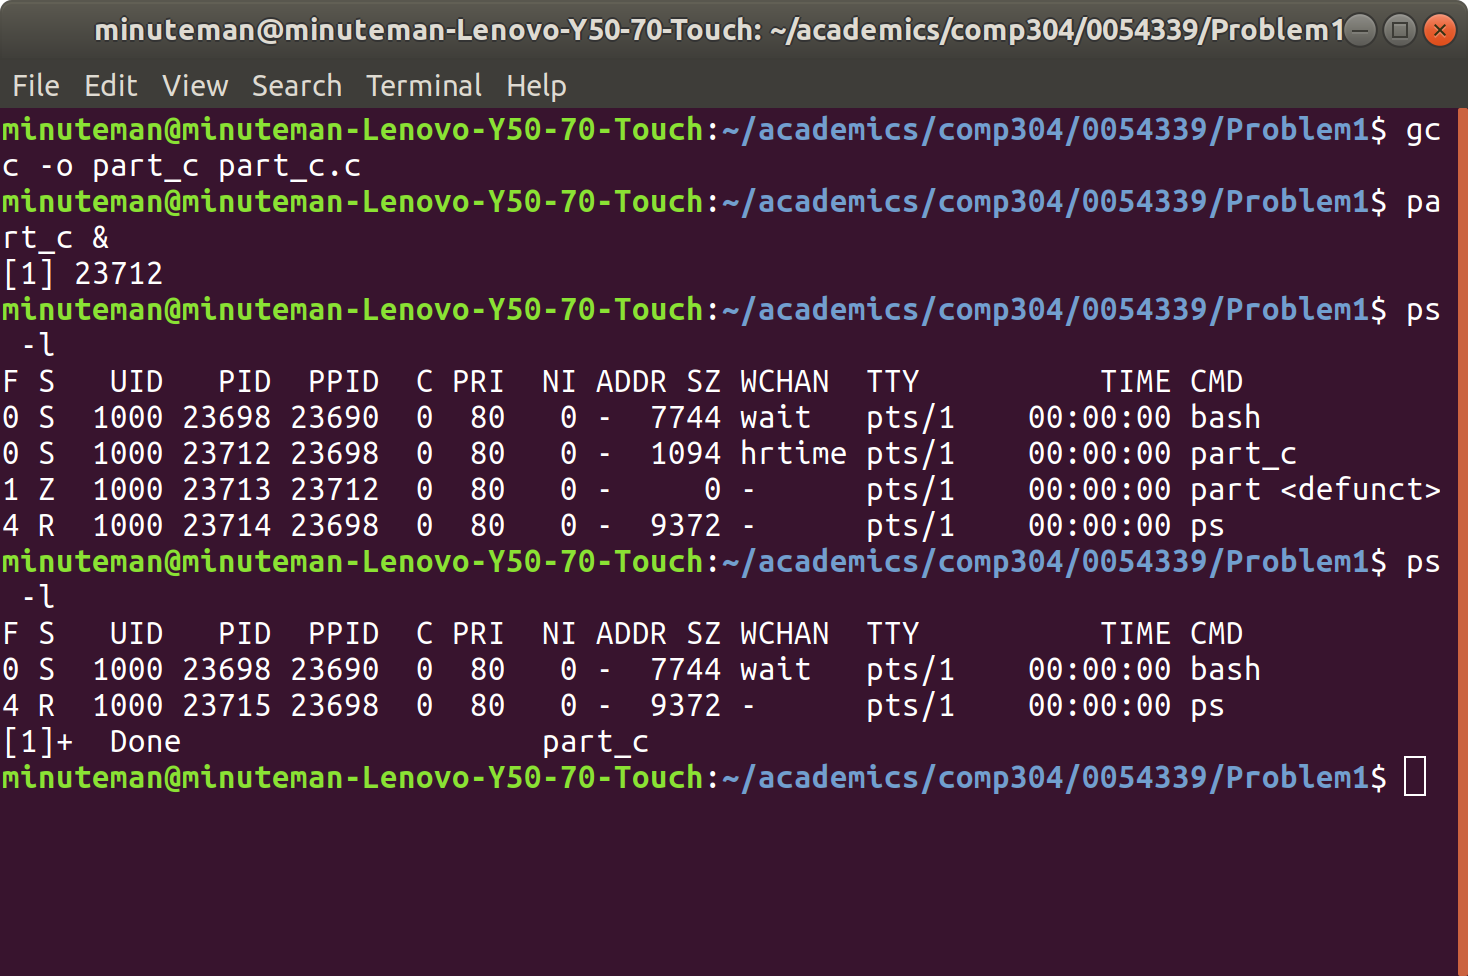 minuteman@minuteman-Lenovo-Y50-70-Touch: ~/academics/comp304/0054339/Problem1
File Edit View Search Terminal Help
minuteman@minuteman-Lenovo-Y50-70-Touch:~/academics/comp304/0054339/Problem1$ gc
c -o part_c part_c.c
minuteman@minuteman-Lenovo-Y50-70-Touch:~/academics/comp304/0054339/Problem1$ pa
rt_c &
[1] 23712
minuteman@minuteman-Lenovo-Y50-70-Touch:~/academics/comp304/0054339/Problem1$ ps
 -l
F S   UID   PID  PPID  C PRI  NI ADDR SZ WCHAN  TTY          TIME CMD
0 S  1000 23698 23690  0  80   0 -  7744 wait   pts/1    00:00:00 bash
0 S  1000 23712 23698  0  80   0 -  1094 hrtime pts/1    00:00:00 part_c
1 Z  1000 23713 23712  0  80   0 -     0 -      pts/1    00:00:00 part <defunct>
4 R  1000 23714 23698  0  80   0 -  9372 -      pts/1    00:00:00 ps
minuteman@minuteman-Lenovo-Y50-70-Touch:~/academics/comp304/0054339/Problem1$ ps
 -l
F S   UID   PID  PPID  C PRI  NI ADDR SZ WCHAN  TTY          TIME CMD
0 S  1000 23698 23690  0  80   0 -  7744 wait   pts/1    00:00:00 bash
4 R  1000 23715 23698  0  80   0 -  9372 -      pts/1    00:00:00 ps
[1]+  Done                    part_c
minuteman@minuteman-Lenovo-Y50-70-Touch:~/academics/comp304/0054339/Problem1$